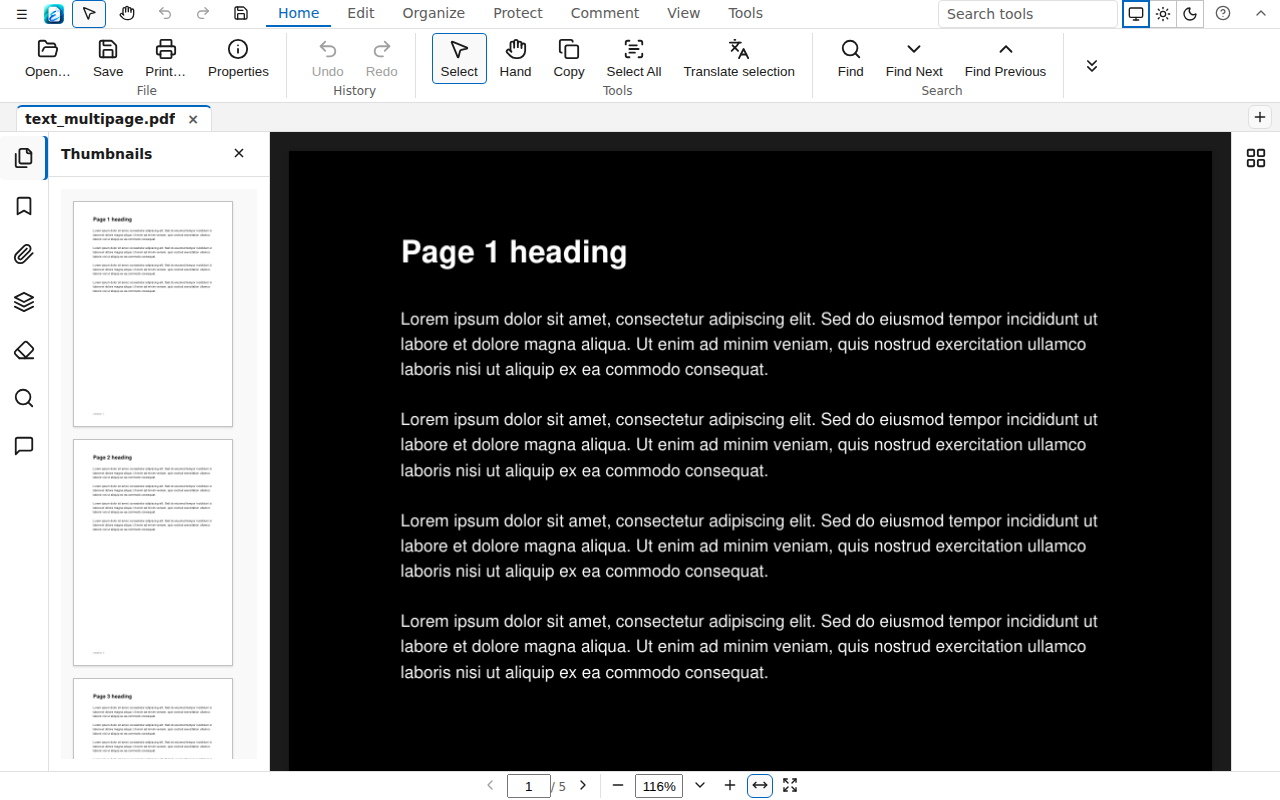 Home Edit Organize Protect Comment View Tools Search tools
Open… Save Print… Properties Undo Redo Select Hand Copy Select All Translate selection Find Find Next Find Previous
File History Tools Search
text_multipage.pdf
Thumbnails
Page 1 heading
Page 2 heading
Page 3 heading
Page 1 heading
Lorem ipsum dolor sit amet, consectetur adipiscing elit. Sed do eiusmod tempor incididunt ut
labore et dolore magna aliqua. Ut enim ad minim veniam, quis nostrud exercitation ullamco
laboris nisi ut aliquip ex ea commodo consequat.
Lorem ipsum dolor sit amet, consectetur adipiscing elit. Sed do eiusmod tempor incididunt ut
labore et dolore magna aliqua. Ut enim ad minim veniam, quis nostrud exercitation ullamco
laboris nisi ut aliquip ex ea commodo consequat.
Lorem ipsum dolor sit amet, consectetur adipiscing elit. Sed do eiusmod tempor incididunt ut
labore et dolore magna aliqua. Ut enim ad minim veniam, quis nostrud exercitation ullamco
laboris nisi ut aliquip ex ea commodo consequat.
Lorem ipsum dolor sit amet, consectetur adipiscing elit. Sed do eiusmod tempor incididunt ut
labore et dolore magna aliqua. Ut enim ad minim veniam, quis nostrud exercitation ullamco
laboris nisi ut aliquip ex ea commodo consequat.
1 / 5 116%